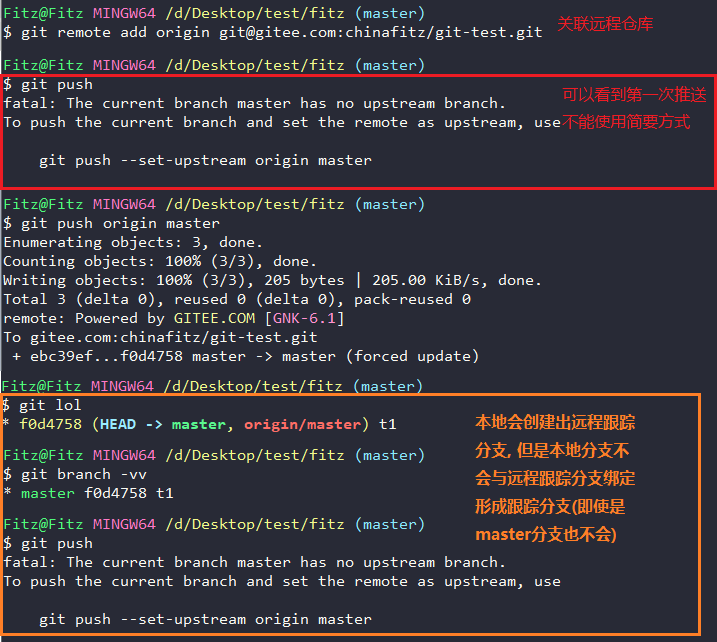 Fitz@Fitz MINGW64 /d/Desktop/test/fitz (master)
$ git remote add origin git@gitee.com:chinafitz/git-test.git
关联远程仓库
Fitz@Fitz MINGW64 /d/Desktop/test/fitz (master)
$ git push
fatal: The current branch master has no upstream branch.
To push the current branch and set the remote as upstream, use
git push --set-upstream origin master
可以看到第一次推送
不能使用简要方式
Fitz@Fitz MINGW64 /d/Desktop/test/fitz (master)
$ git push origin master
Enumerating objects: 3, done.
Counting objects: 100% (3/3), done.
Writing objects: 100% (3/3), 205 bytes | 205.00 KiB/s, done.
Total 3 (delta 0), reused 0 (delta 0), pack-reused 0
remote: Powered by GITEE.COM [GNK-6.1]
To gitee.com:chinafitz/git-test.git
+ ebc39ef...f0d4758 master -> master (forced update)
Fitz@Fitz MINGW64 /d/Desktop/test/fitz (master)
$ git lol
* f0d4758 (HEAD -> master, origin/master) t1
Fitz@Fitz MINGW64 /d/Desktop/test/fitz (master)
$ git branch -vv
* master f0d4758 t1
Fitz@Fitz MINGW64 /d/Desktop/test/fitz (master)
$ git push
fatal: The current branch master has no upstream branch.
To push the current branch and set the remote as upstream, use
git push --set-upstream origin master
本地会创建出远程跟踪
分支, 但是本地分支不
会与远程跟踪分支绑定
形成跟踪分支(即使是
master分支也不会)